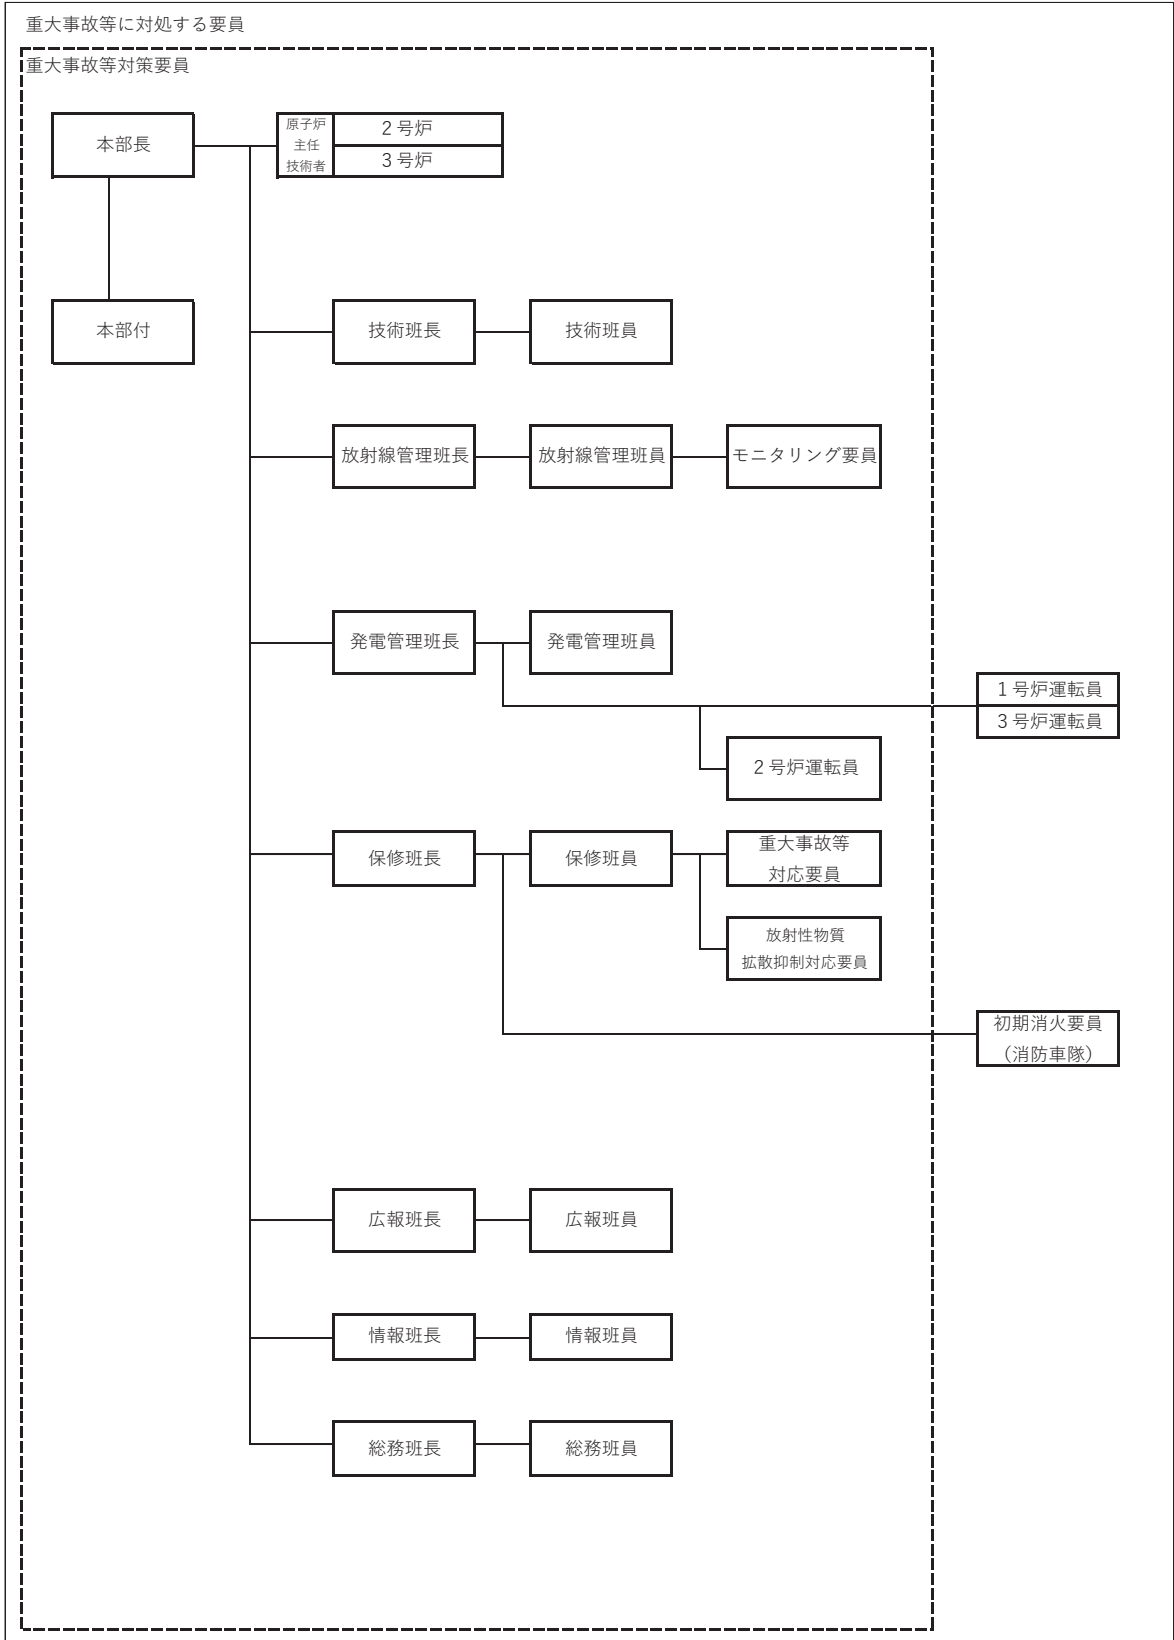 重大事故等に対処する要員
重大事故等対策要員
本部長
原子炉
主任
技術者
２号炉
３号炉
本部付
技術班長
技術班員
放射線管理班長
放射線管理班員
モニタリング要員
発電管理班長
発電管理班員
１号炉運転員
３号炉運転員
２号炉運転員
保修班長
保修班員
重大事故等
対応要員
放射性物質
拡散抑制対応要員
初期消火要員
（消防車隊）
広報班長
広報班員
情報班長
情報班員
総務班長
総務班員